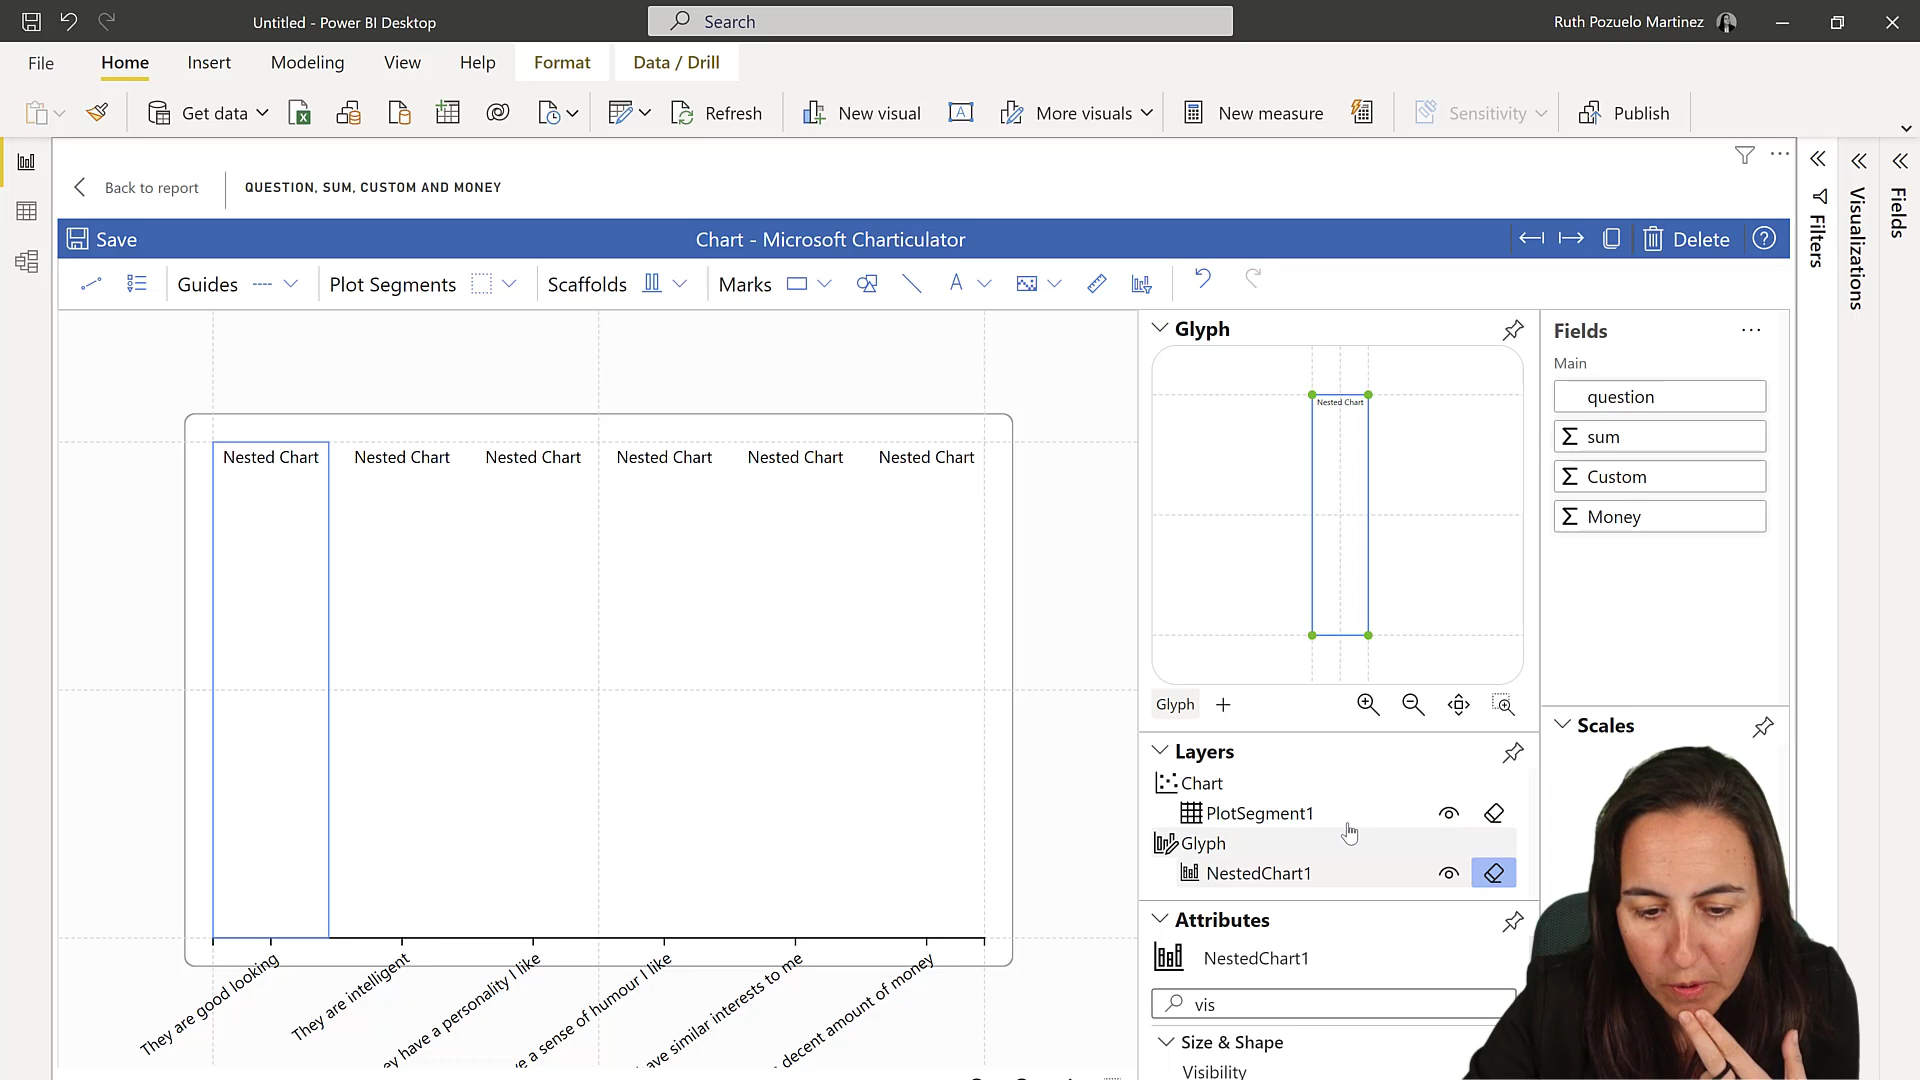 Untitled - Power BI Desktop
Search
Ruth Pozuelo Martinez
File
Home
Insert
Modeling
View
Help
Format
Data / Drill
Get data
Refresh
New visual
More visuals
New measure
Sensitivity
Publish
Back to report
QUESTION, SUM, CUSTOM AND MONEY
Save
Chart - Microsoft Charticulator
Delete
Guides
Plot Segments
Scaffolds
Marks
Filters
Visualizations
Fields
Nested Chart
Nested Chart
Nested Chart
Nested Chart
Nested Chart
Nested Chart
They are good looking
They are intelligent
ey have a personality I like
e a sense of humour I like
ave similar interests to me
decent amount of money
Glyph
Nested Chart
Glyph
Layers
Chart
PlotSegment1
Glyph
NestedChart1
Attributes
NestedChart1
vis
Size & Shape
Visibility
Fields
Main
question
sum
Custom
Money
Scales